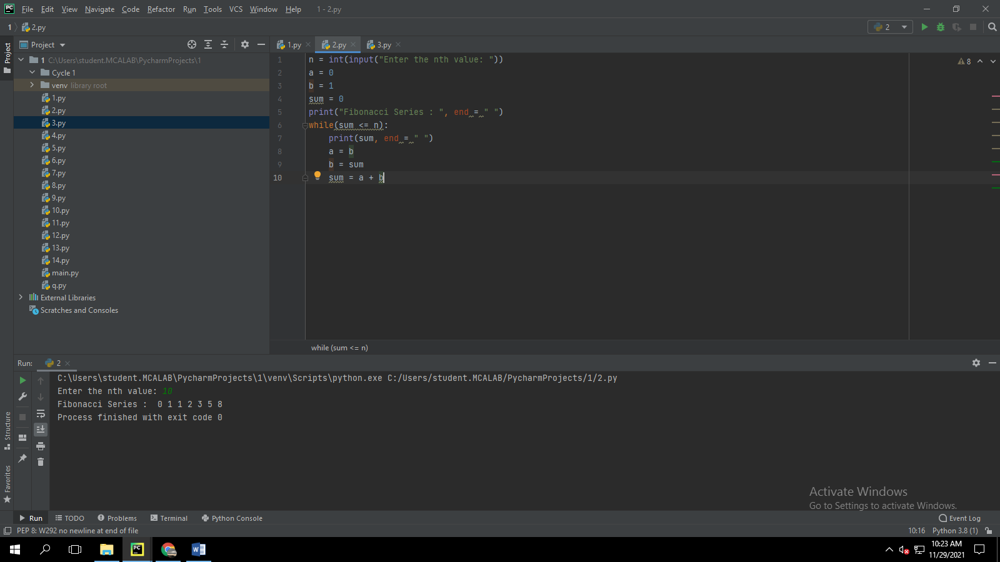 PC File Edit View Navigate Code Refactor Run Tools VCS Window Help 1 - 2.py
1 2.py 2
Project
Project
1.py 2.py 3.py
1 C:\Users\student.MCALAB\PycharmProjects\1
Cycle 1
venv library root
1.py
2.py
3.py
4.py
5.py
6.py
7.py
8.py
9.py
10.py
11.py
12.py
13.py
14.py
main.py
q.py
External Libraries
Scratches and Consoles
1 n = int(input("Enter the nth value: "))
2 a = 0
3 b = 1
4 sum = 0
5 print("Fibonacci Series : ", end = " ")
6 while(sum <= n):
7 print(sum, end = " ")
8 a = b
9 b = sum
10 sum = a + b
8
while (sum <= n)
Run: 2
C:\Users\student.MCALAB\PycharmProjects\1\venv\Scripts\python.exe C:/Users/student.MCALAB/PycharmProjects/1/2.py
Enter the nth value: 10
Fibonacci Series :  0 1 1 2 3 5 8
Process finished with exit code 0
Structure
Favorites
Activate Windows
Go to Settings to activate Windows.
Run TODO Problems Terminal Python Console Event Log
PEP 8: W292 no newline at end of file 10:16 Python 3.8 (1)
PC W
10:23 AM
11/29/2021